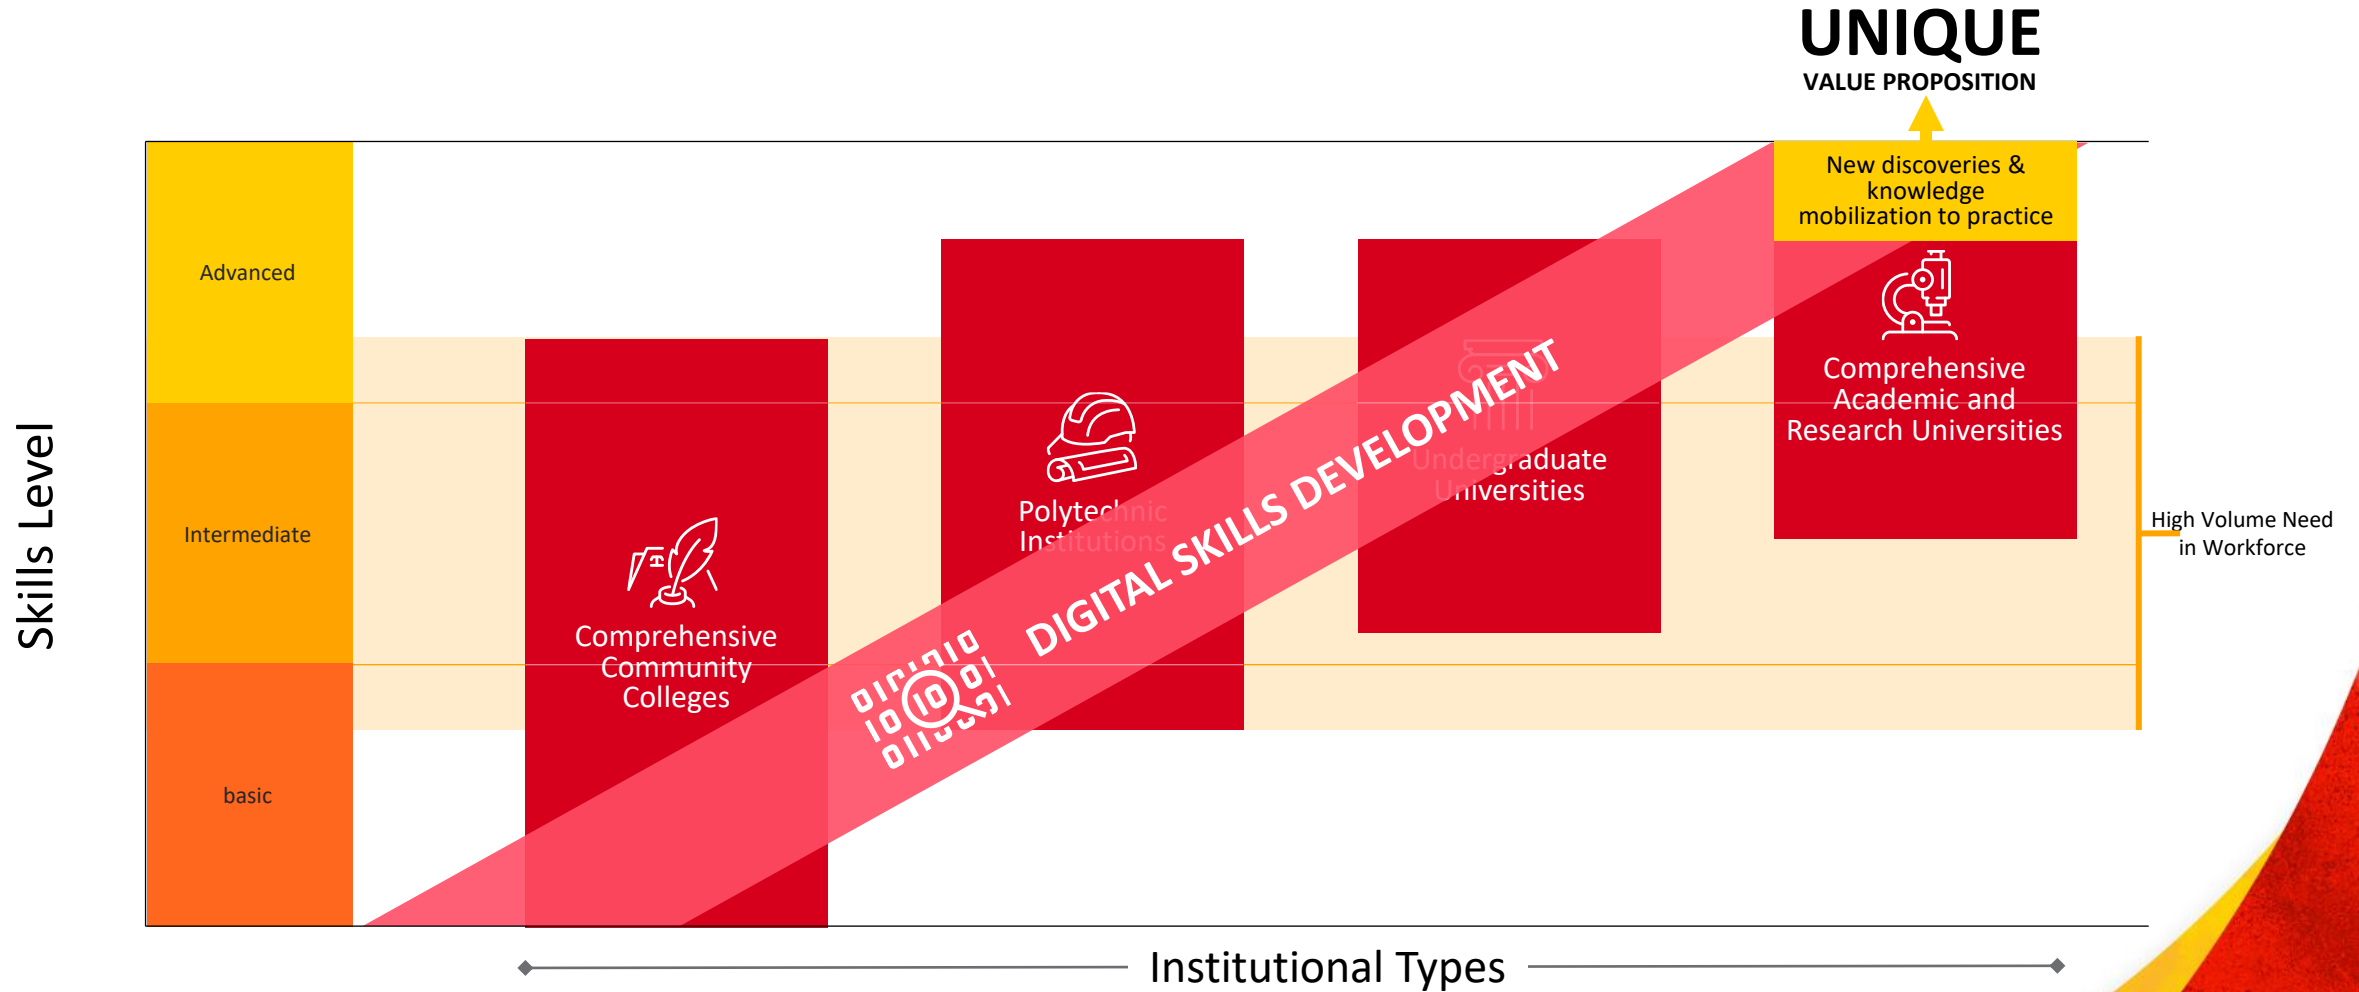 UNIQUE
VALUE PROPOSITION
New discoveries &
knowledge
mobilization to practice
Advanced
Intermediate
basic
Skills Level
Comprehensive
Community
Colleges
Polytechnic
Institutions
Undergraduate
Universities
Comprehensive
Academic and
Research Universities
DIGITAL SKILLS DEVELOPMENT
High Volume Need
in Workforce
Institutional Types